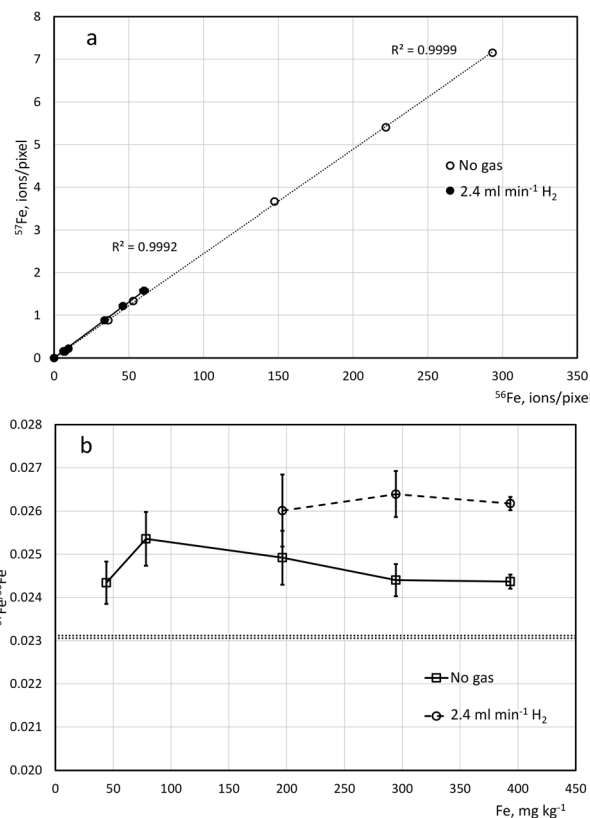 a
8
7
6
5
4
3
2
1
0
⁵⁷Fe, ions/pixel
R² = 0.9999
R² = 0.9992
No gas
2.4 ml min⁻¹ H₂
0 50 100 150 200 250 300 350
⁵⁶Fe, ions/pixel
b
0.028
0.027
0.026
0.025
0.024
0.023
0.022
0.021
0.020
No gas
2.4 ml min⁻¹ H₂
0 50 100 150 200 250 300 350 400 450
Fe, mg kg⁻¹